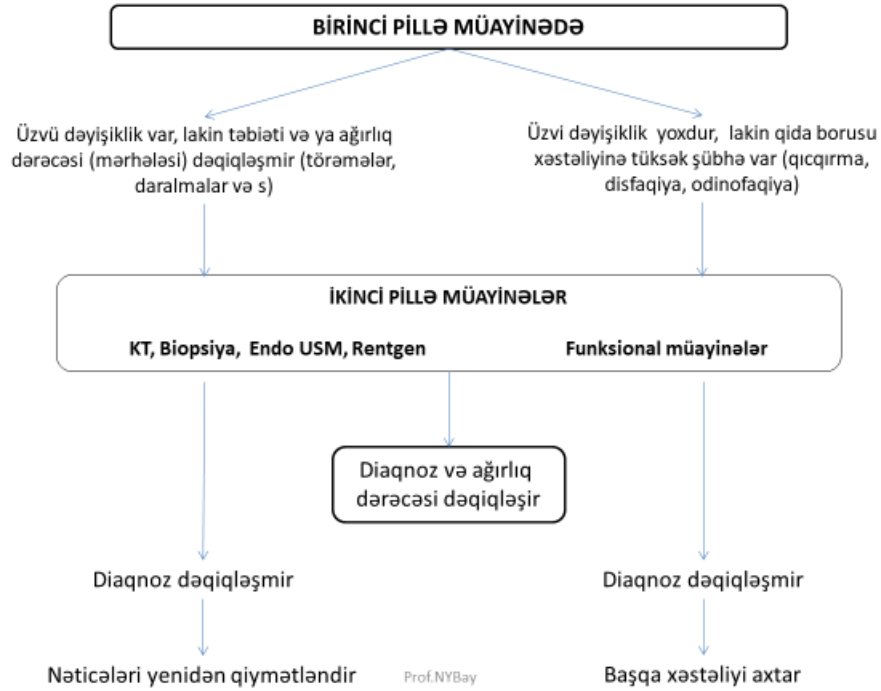 BİRİNCİ PİLLƏ MÜAYİNƏDƏ
Üzvü dəyişiklik var, lakin təbiəti və ya ağırlıq
dərəcəsi (mərhələsi) dəqiqləşmir (törəmələr,
daralmalar və s)
Üzvi dəyişiklik yoxdur, lakin qida borusu
xəstəliyinə tüksək şübhə var (qıcqırma,
disfaqiya, odinofaqiya)
İKİNCİ PİLLƏ MÜAYİNƏLƏR
KT, Biopsiya, Endo USM, Rentgen
Funksional müayinələr
Diaqnoz və ağırlıq
dərəcəsi dəqiqləşir
Diaqnoz dəqiqləşmir
Diaqnoz dəqiqləşmir
Nəticələri yenidən qiymətləndir
Prof.NYBay
Başqa xəstəliyi axtar